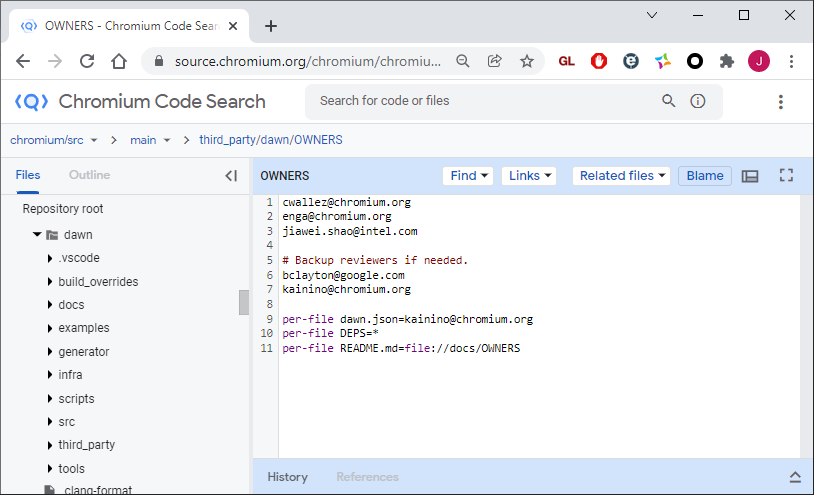 OWNERS - Chromium Code Sear
source.chromium.org/chromium/chromiu...
GL
J
Chromium Code Search
Search for code or files
chromium/src
main
third_party/dawn/OWNERS
Files
Outline
OWNERS
Find
Links
Related files
Blame
Repository root
dawn
.vscode
build_overrides
docs
examples
generator
infra
scripts
src
third_party
tools
.clang-format
1 cwallez@chromium.org
2 enga@chromium.org
3 jiawei.shao@intel.com
4
5 # Backup reviewers if needed.
6 bclayton@google.com
7 kainino@chromium.org
8
9 per-file dawn.json=kainino@chromium.org
10 per-file DEPS=*
11 per-file README.md=file://docs/OWNERS
History
References